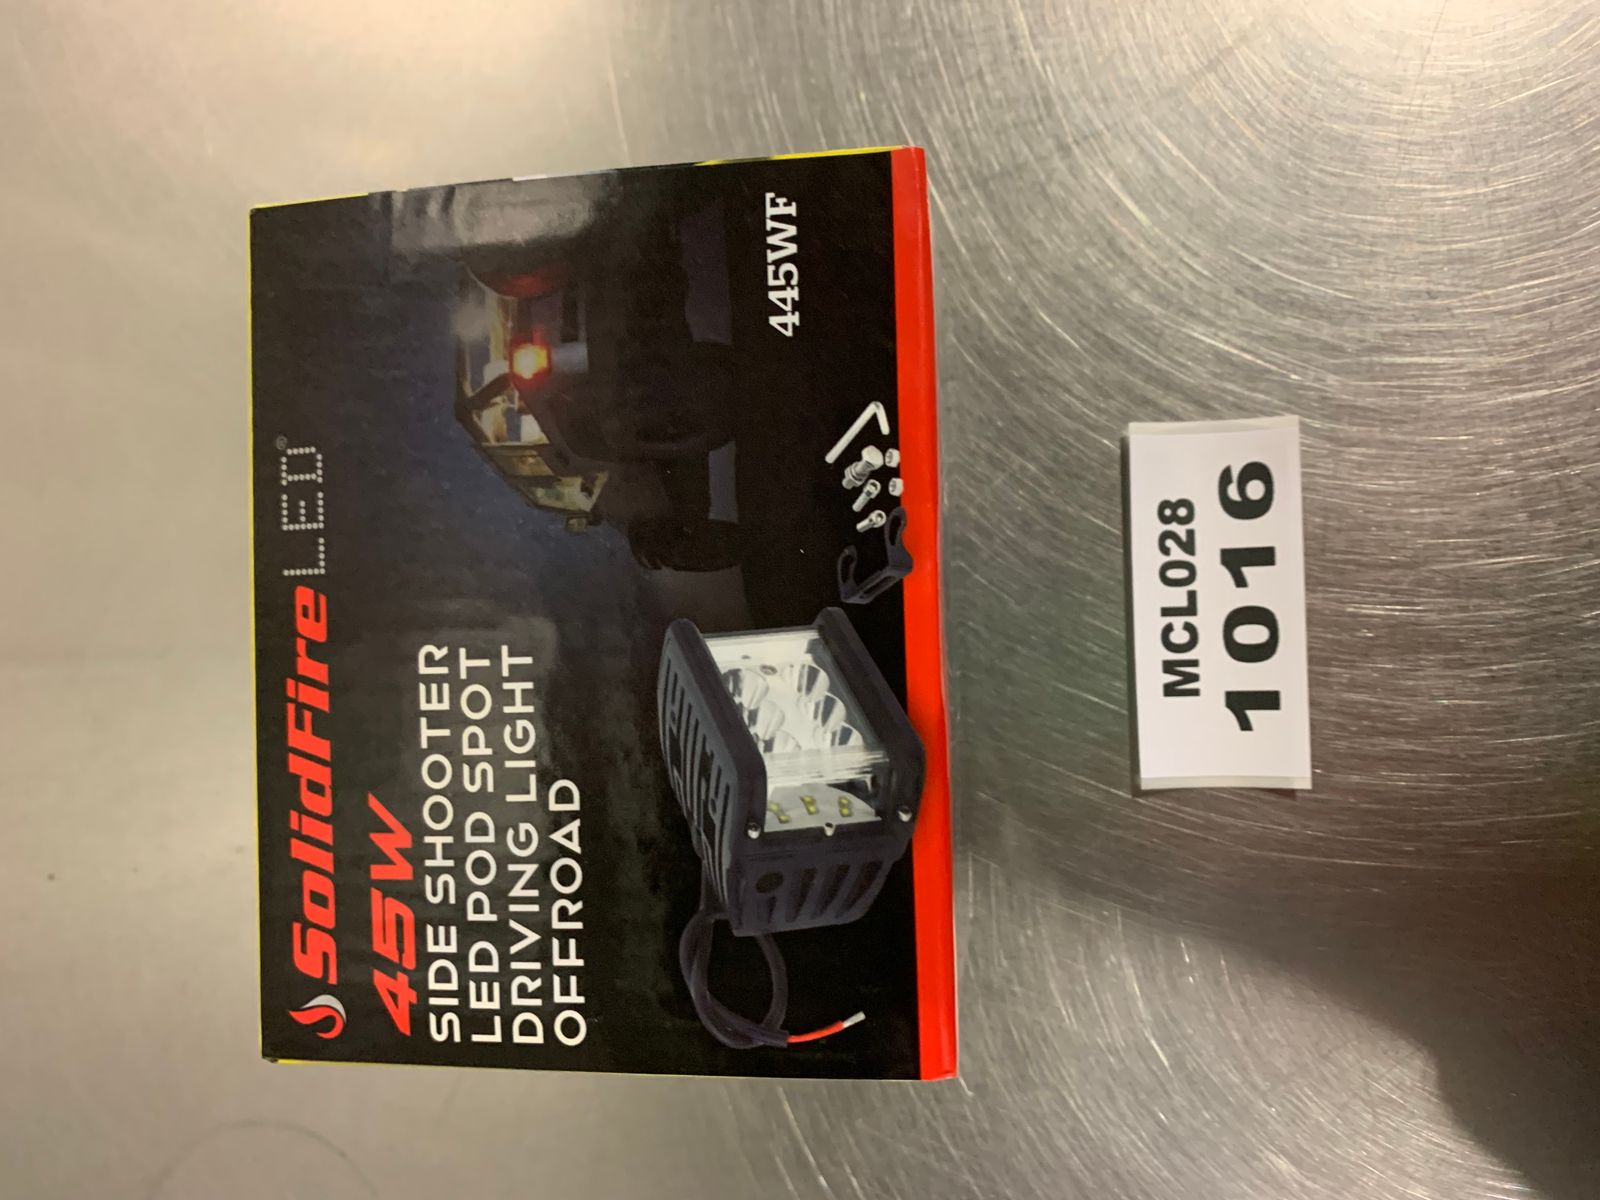 SolidFire LED®
45W
SIDE SHOOTER
LED POD SPOT
DRIVING LIGHT
OFFROAD
445WF
MCL028
1016